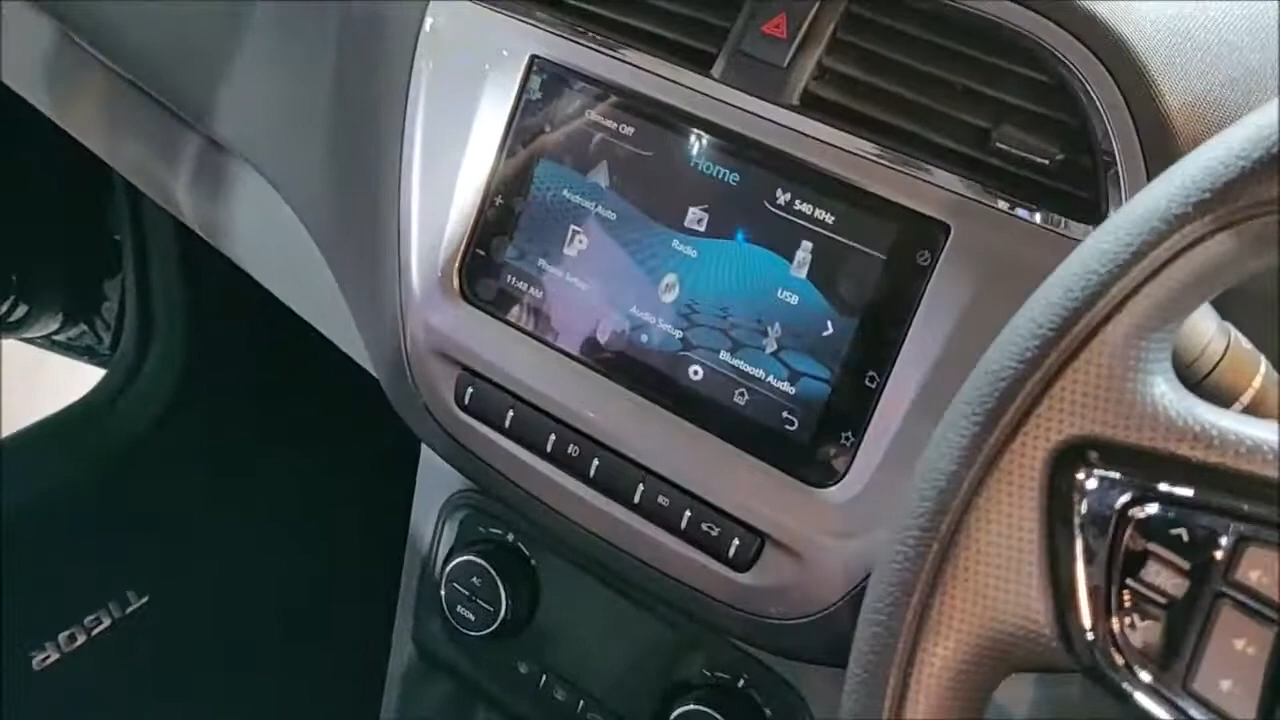 Climate Off
Home
540 KHz
Android Auto
Radio
USB
Phone Setup
Audio Setup
Bluetooth Audio
11:48 AM
AC
ECON
TIGOR